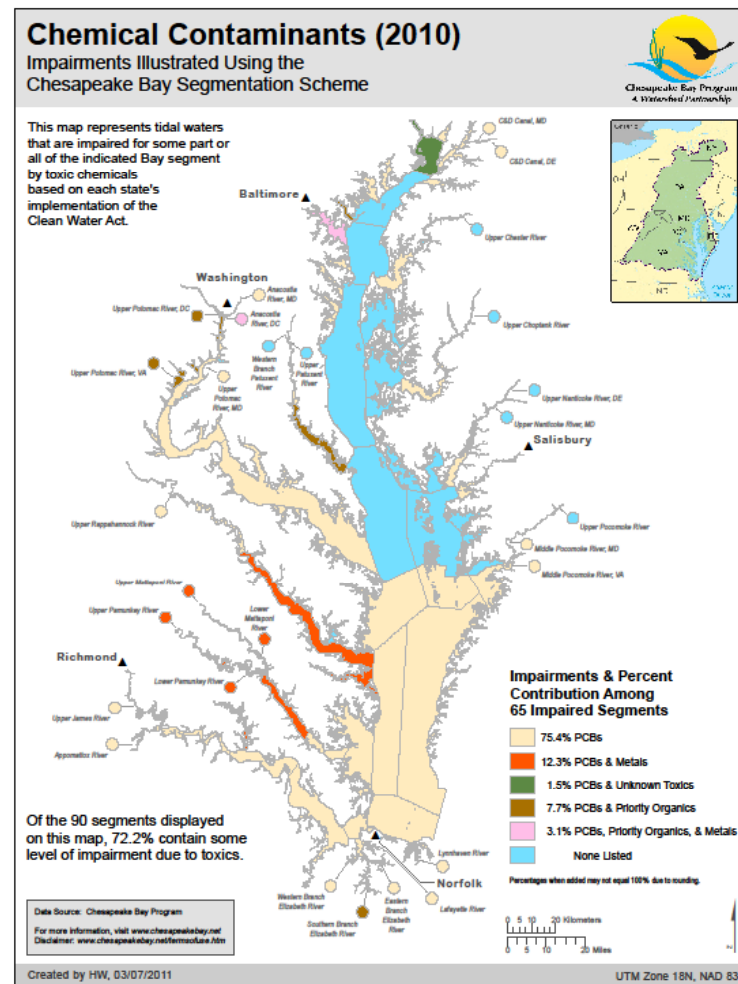 Chemical Contaminants (2010)
Impairments Illustrated Using the
Chesapeake Bay Segmentation Scheme
Chesapeake Bay Program
A Watershed Partnership
This map represents tidal waters
that are impaired for some part or
all of the indicated Bay segment
by toxic chemicals
based on each state's
implementation of the
Clean Water Act.
C&D Canal, MD
C&D Canal, DE
Baltimore
Upper Chester River
Washington
Anacostia
River, MD
Upper Potomac River, DC
Anacostia
River, DC
Upper Choptank River
Western
Branch
Patuxent
River
Upper
Patuxent
River
Upper Potomac River, VA
Upper
Potomac
River, MD
Upper Nanticoke River, DE
Upper Nanticoke River, MD
Salisbury
Upper Rappahannock River
Upper Pocomoke River
Middle Pocomoke River, MD
Middle Pocomoke River, VA
Upper Mattaponi River
Upper Pamunkey River
Lower
Mattaponi
River
Richmond
Lower Pamunkey River
Upper James River
Appomattox River
Impairments & Percent
Contribution Among
65 Impaired Segments
75.4% PCBs
12.3% PCBs & Metals
1.5% PCBs & Unknown Toxics
7.7% PCBs & Priority Organics
3.1% PCBs, Priority Organics, & Metals
None Listed
Percentages when added may not equal 100% due to rounding.
Of the 90 segments displayed
on this map, 72.2% contain some
level of impairment due to toxics.
Lynnhaven River
Norfolk
Lafayette River
Western Branch
Elizabeth River
Eastern
Branch
Elizabeth
River
Southern Branch
Elizabeth River
Data Source: Chesapeake Bay Program
For more information, visit www.chesapeakebay.net
Disclaimer: www.chesapeakebay.net/termsofuse.htm
0 5 10 20 Kilometers
0 5 10 20 Miles
Created by HW, 03/07/2011
UTM Zone 18N, NAD 83